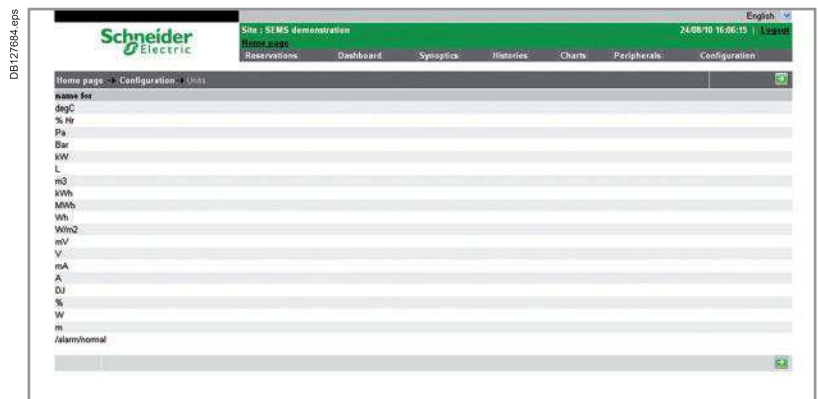 DB127684.eps
English
Schneider Electric
Site : SEMS demonstration
24/08/10 16:06:15 | Logout
Home page
Reservations Dashboard Synoptics Histories Charts Peripherals Configuration
Home page Configuration Units
name for
degC
% Hr
Pa
Bar
kW
L
m3
kWh
MWh
Wh
W/m2
mV
V
mA
A
DJ
%
W
m
/alarm/normal